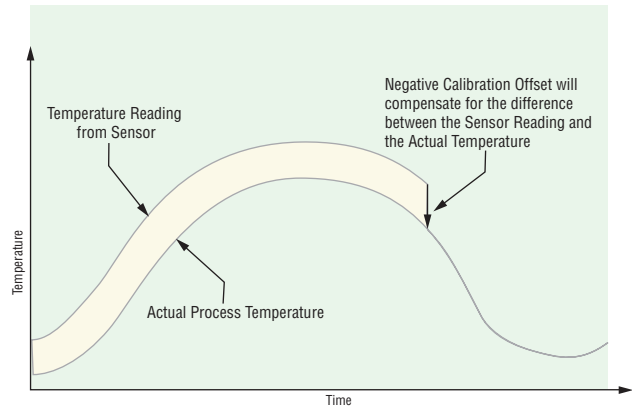 Negative Calibration Offset will
compensate for the difference
between the Sensor Reading and
the Actual Temperature
Temperature Reading
from Sensor
Temperature
Actual Process Temperature
Time